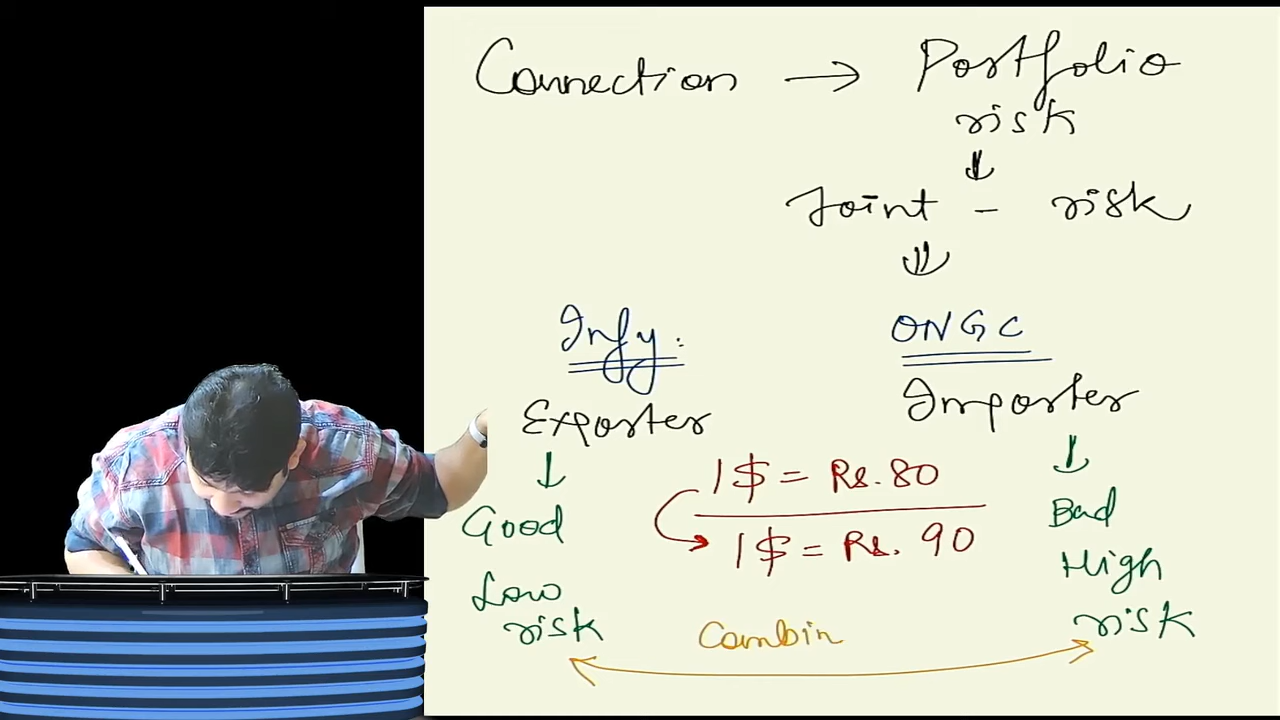 Connection → Portfolio
risk
↓
Joint - risk
⇓
Infy: ONGC
Exporter Importer
↓ 1$ = Rs. 80 ↓
Good 1$ = Rs. 90 Bad
Low High
risk Combin risk